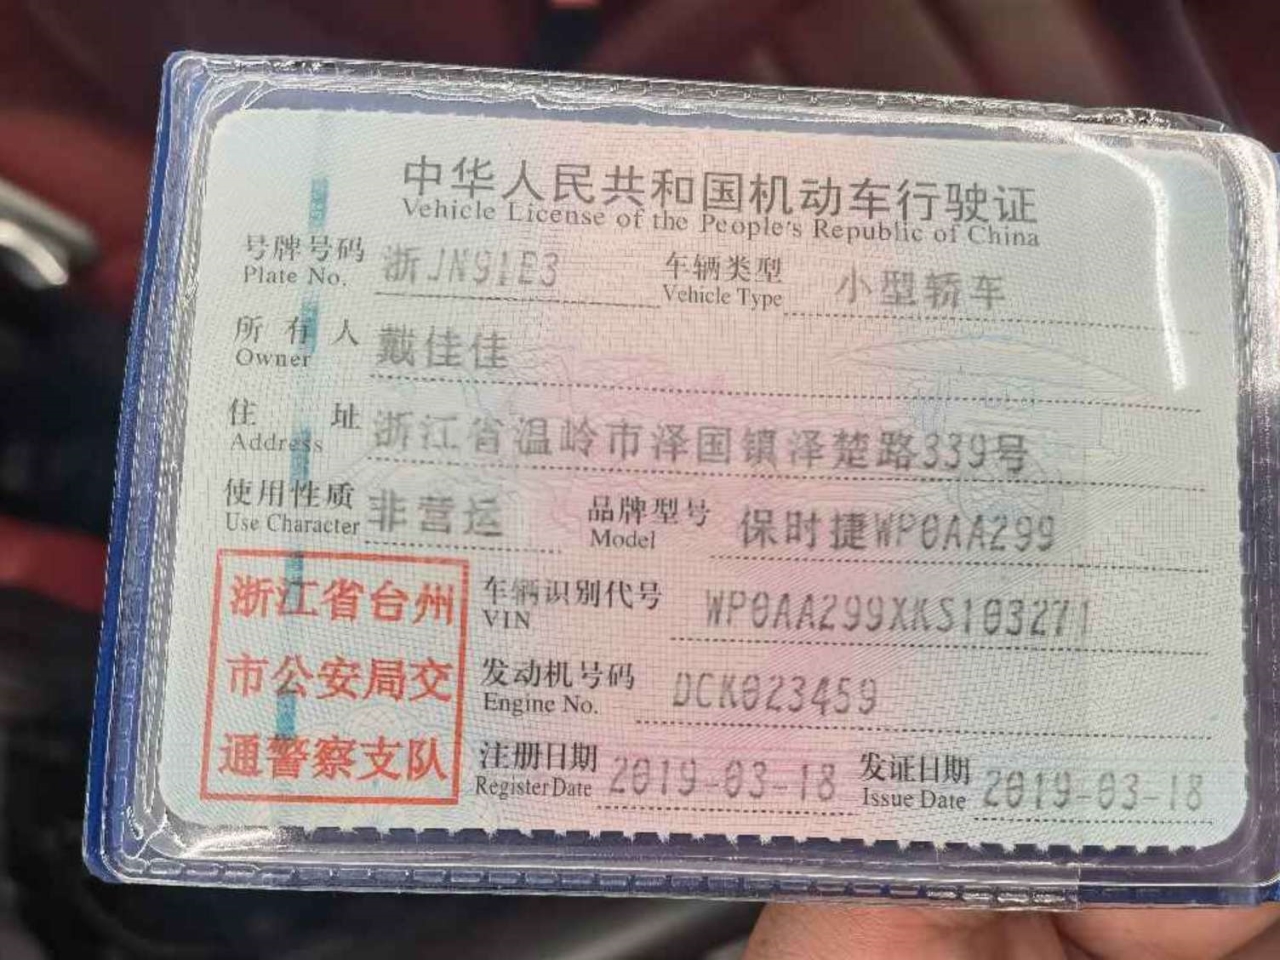 中华人民共和国机动车行驶证
Vehicle License of the People's Republic of China
号牌号码 浙JN91E3 车辆类型 小型轿车
Plate No. Vehicle Type
所有人 戴佳佳
Owner
住址 浙江省温岭市泽国镇泽楚路339号
Address
使用性质 非营运 品牌型号 保时捷WP0AA299
Use Character Model
浙江省台州
市公安局交
通警察支队
车辆识别代号 WP0AA299XKS103271
VIN
发动机号码 DCK023459
Engine No.
注册日期 2019-03-18 发证日期 2019-03-18
Register Date Issue Date